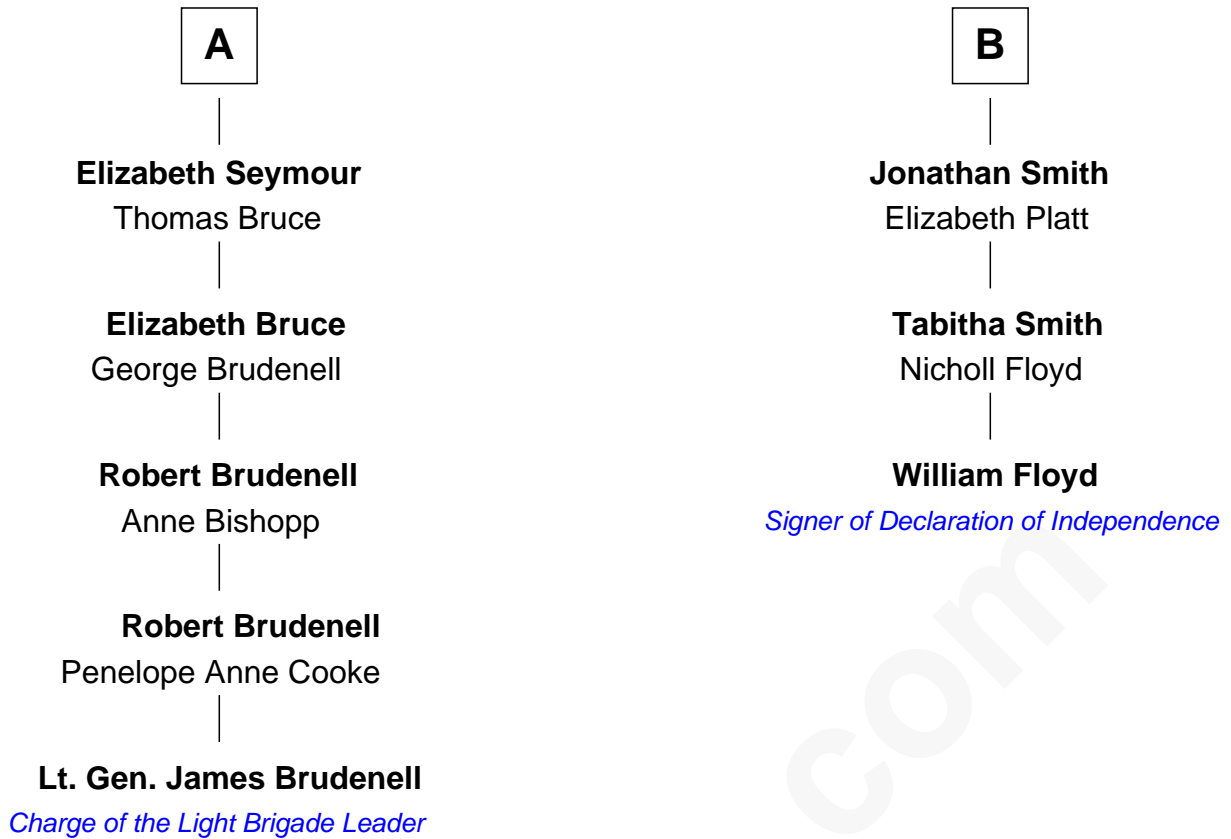 A
Elizabeth Seymour
Thomas Bruce
Elizabeth Bruce
George Brudenell
Robert Brudenell
Anne Bishopp
Robert Brudenell
Penelope Anne Cooke
Lt. Gen. James Brudenell
Charge of the Light Brigade Leader
B
Jonathan Smith
Elizabeth Platt
Tabitha Smith
Nicholl Floyd
William Floyd
Signer of Declaration of Independence
com